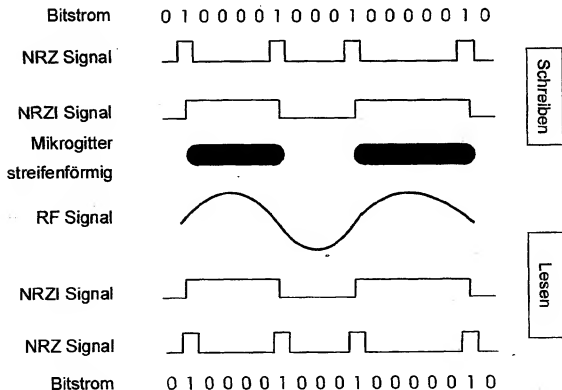 Bitstrom 0 1 0 0 0 0 1 0 0 0 1 0 0 0 0 0 1 0
NRZ Signal
NRZI Signal
Mikrogitter
streifenförmig
RF Signal
NRZI Signal
NRZ Signal
Bitstrom 0 1 0 0 0 0 1 0 0 0 1 0 0 0 0 0 1 0
Schreiben
Lesen